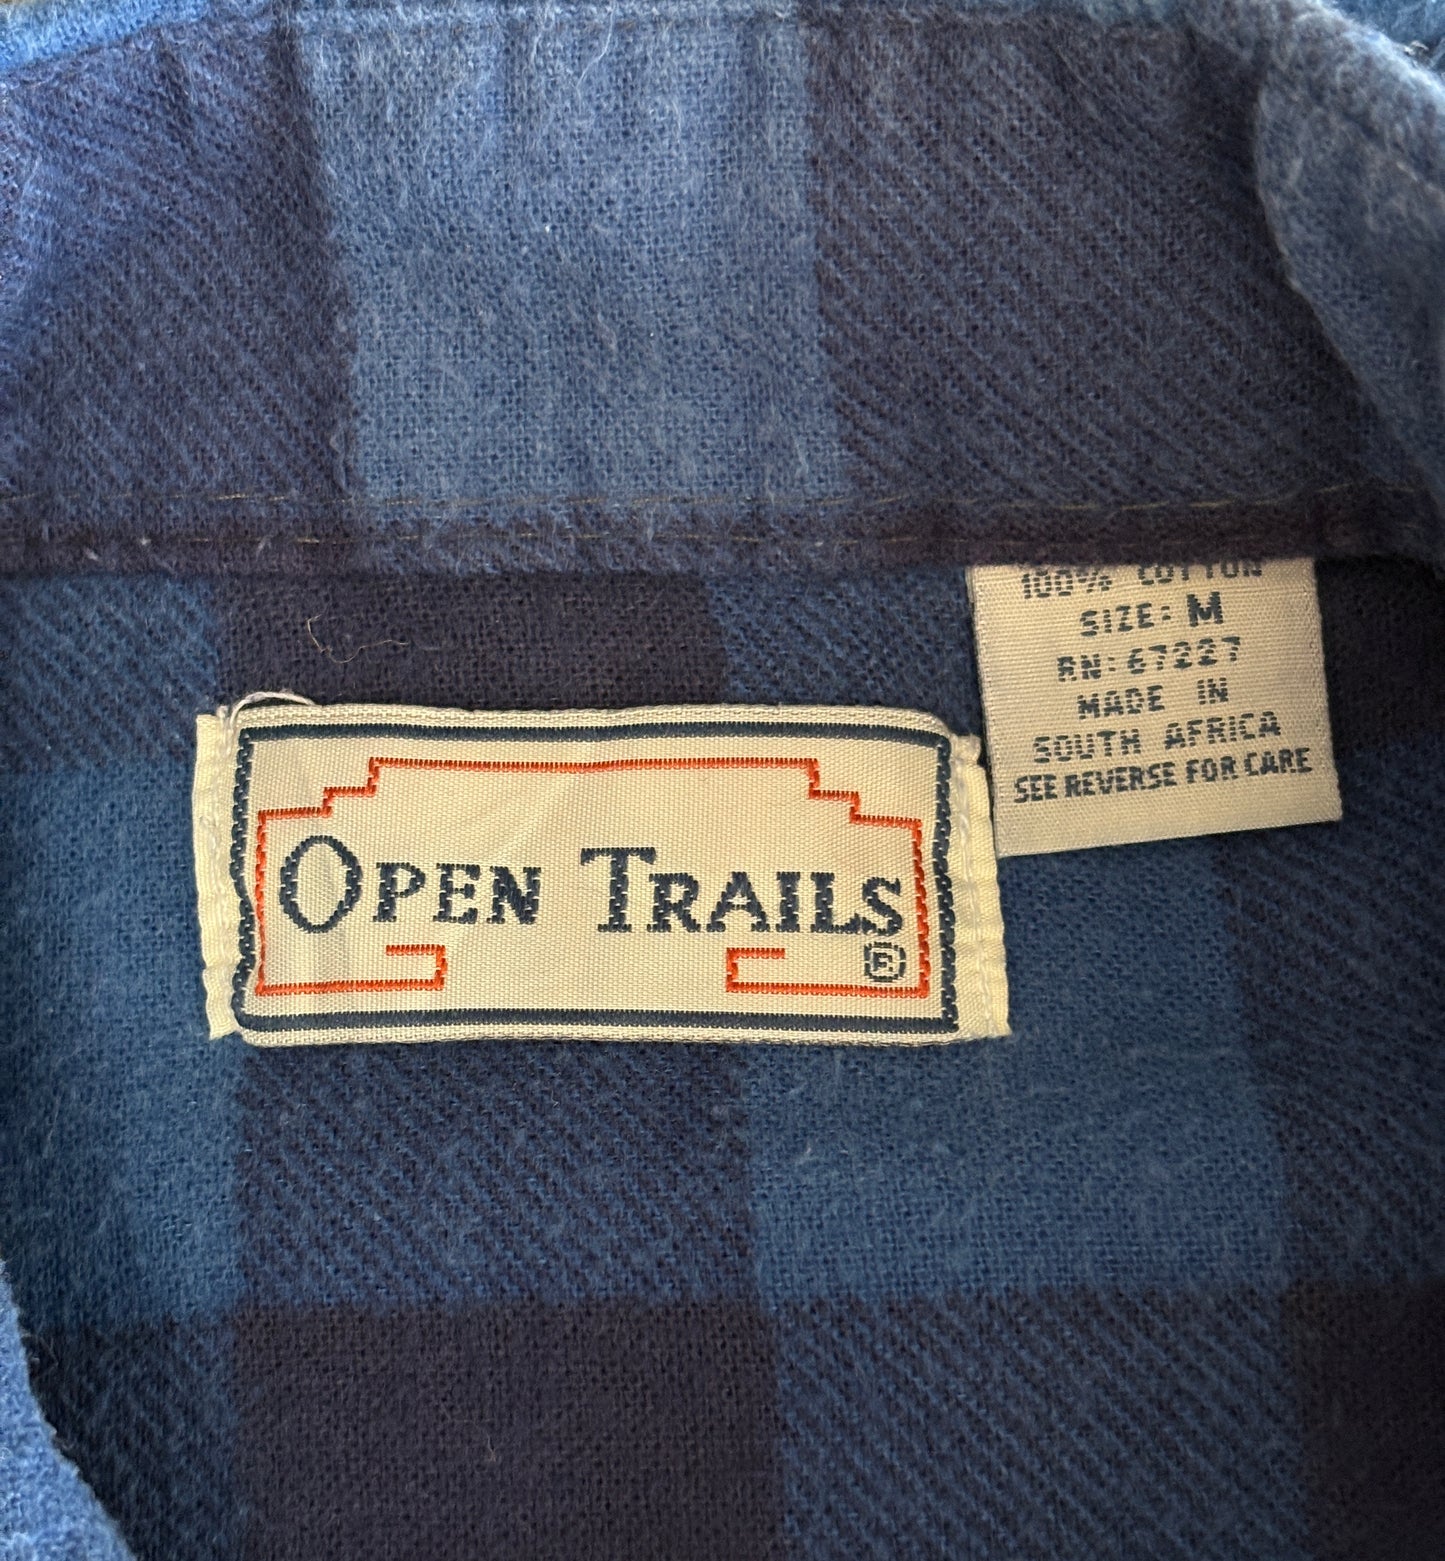 100% COTTON
SIZE: M
RN: 67227
MADE IN
SOUTH AFRICA
SEE REVERSE FOR CARE
OPEN TRAILS
®